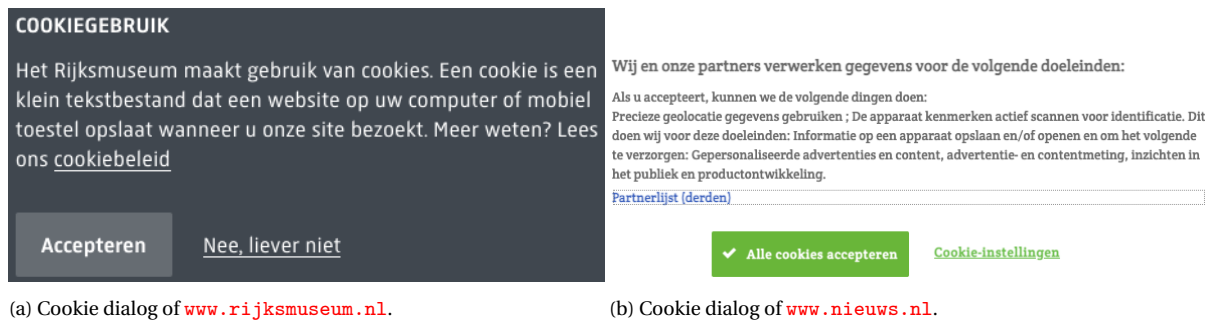 COOKIEGEBRUIK
Het Rijksmuseum maakt gebruik van cookies. Een cookie is een
klein tekstbestand dat een website op uw computer of mobiel
toestel opslaat wanneer u onze site bezoekt. Meer weten? Lees
ons cookiebeleid
Accepteren Nee, liever niet
(a) Cookie dialog of www.rijksmuseum.nl.
Wij en onze partners verwerken gegevens voor de volgende doeleinden:
Als u accepteert, kunnen we de volgende dingen doen:
Precieze geolocatie gegevens gebruiken ; De apparaat kenmerken actief scannen voor identificatie. Dit
doen wij voor deze doeleinden: Informatie op een apparaat opslaan en/of openen en om het volgende
te verzorgen: Gepersonaliseerde advertenties en content, advertentie- en contentmeting, inzichten in
het publiek en productontwikkeling.
Partnerlijst (derden)
Alle cookies accepteren Cookie-instellingen
(b) Cookie dialog of www.nieuws.nl.